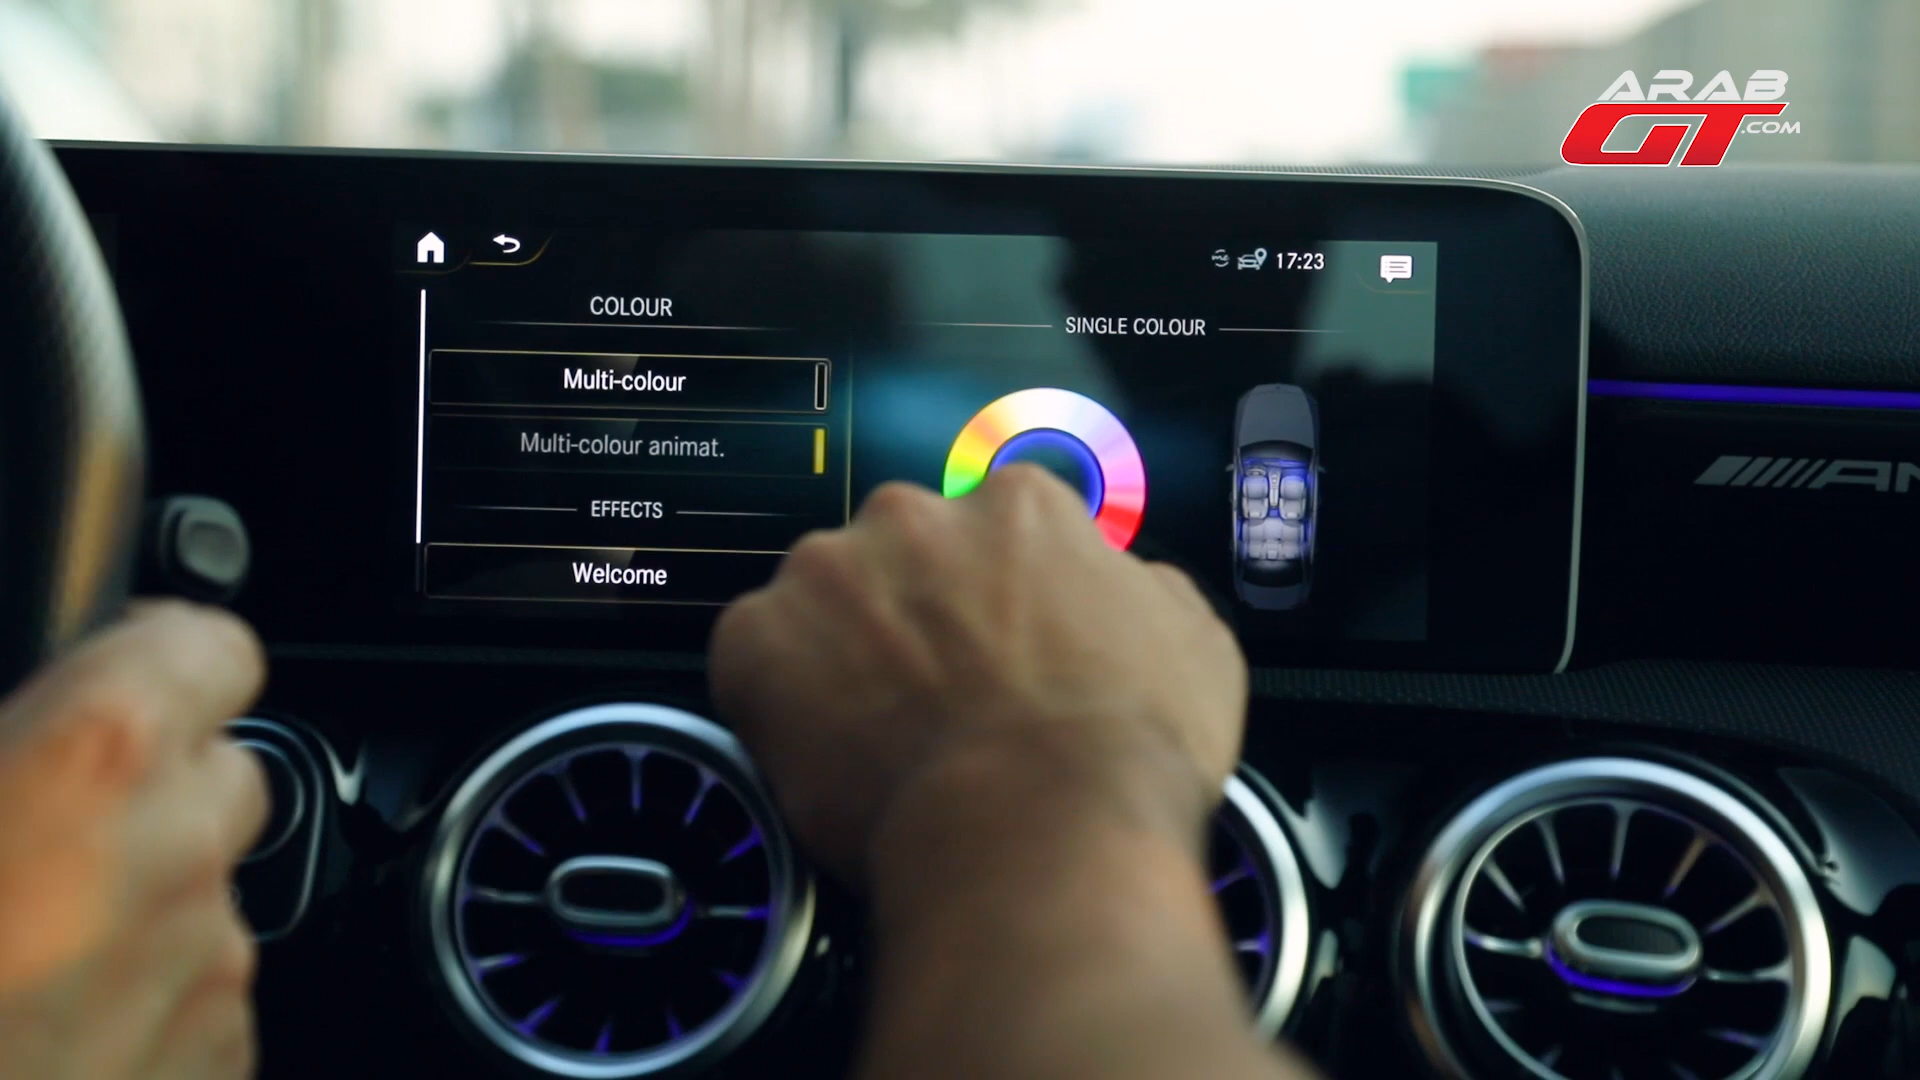 ARAB
GT.COM
17:23
COLOUR
SINGLE COLOUR
Multi-colour
Multi-colour animat.
EFFECTS
Welcome